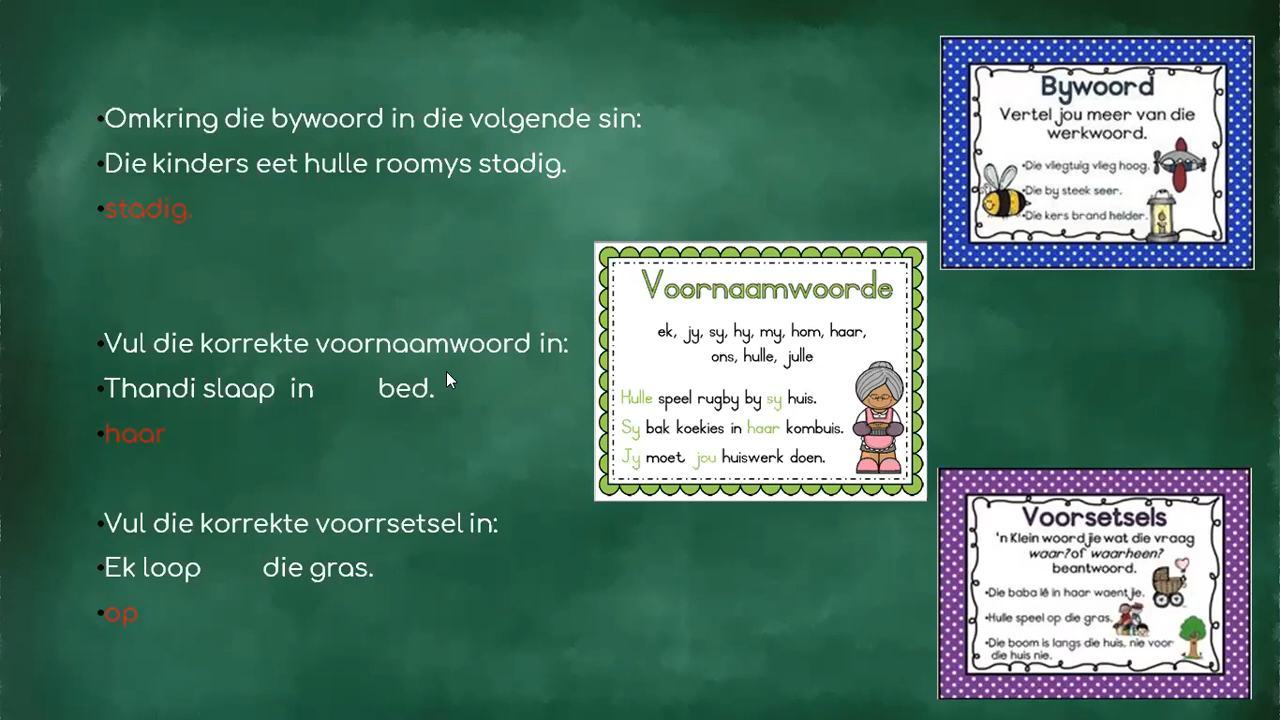 •Omkring die bywoord in die volgende sin:
•Die kinders eet hulle roomys stadig.
•stadig.
•Vul die korrekte voornaamwoord in:
•Thandi slaap in bed.
•haar
•Vul die korrekte voorrsetsel in:
•Ek loop die gras.
•op
Bywoord
Vertel jou meer van die
werkwoord.
•Die vliegtuig vlieg hoog.
•Die by steek seer.
•Die kers brand helder.
Voornaamwoorde
ek, jy, sy, hy, my, hom, haar,
ons, hulle, julle
Hulle speel rugby by sy huis.
Sy bak koekies in haar kombuis.
Jy moet jou huiswerk doen.
Voorsetsels
'n Klein woordjie wat die vraag
waar? of waarheen?
beantwoord.
•Die baba lê in haar waentjie.
•Hulle speel op die gras.
•Die boom is langs die huis, nie voor
die huis nie.